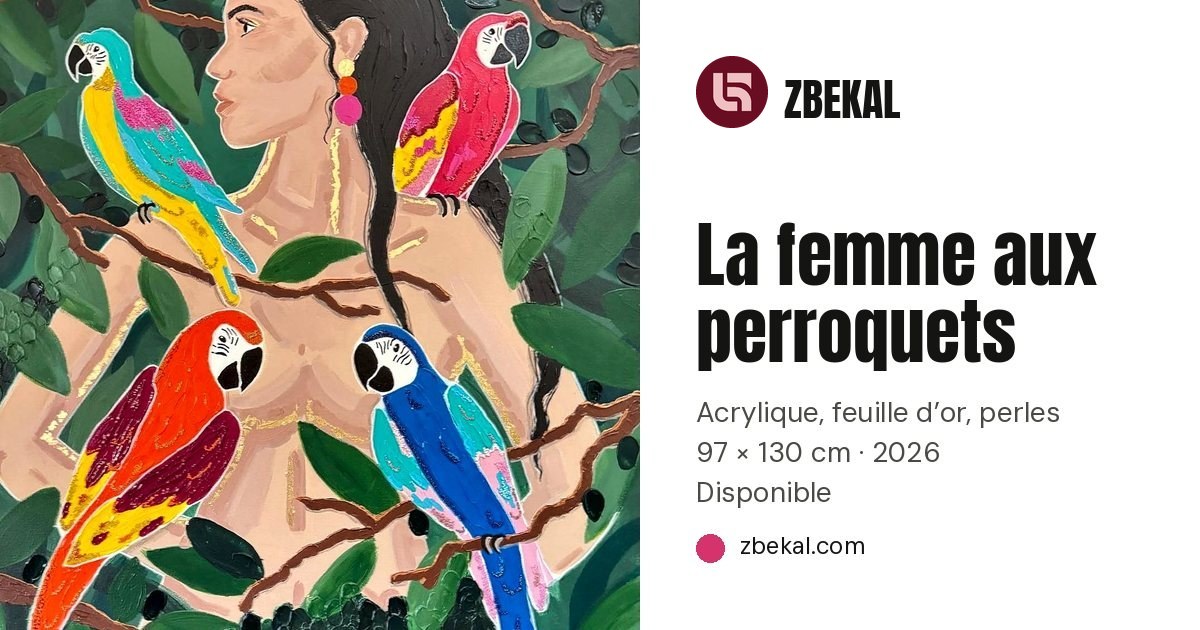 ZBEKAL
La femme aux
perroquets
Acrylique, feuille d’or, perles
97 × 130 cm · 2026
Disponible
zbekal.com